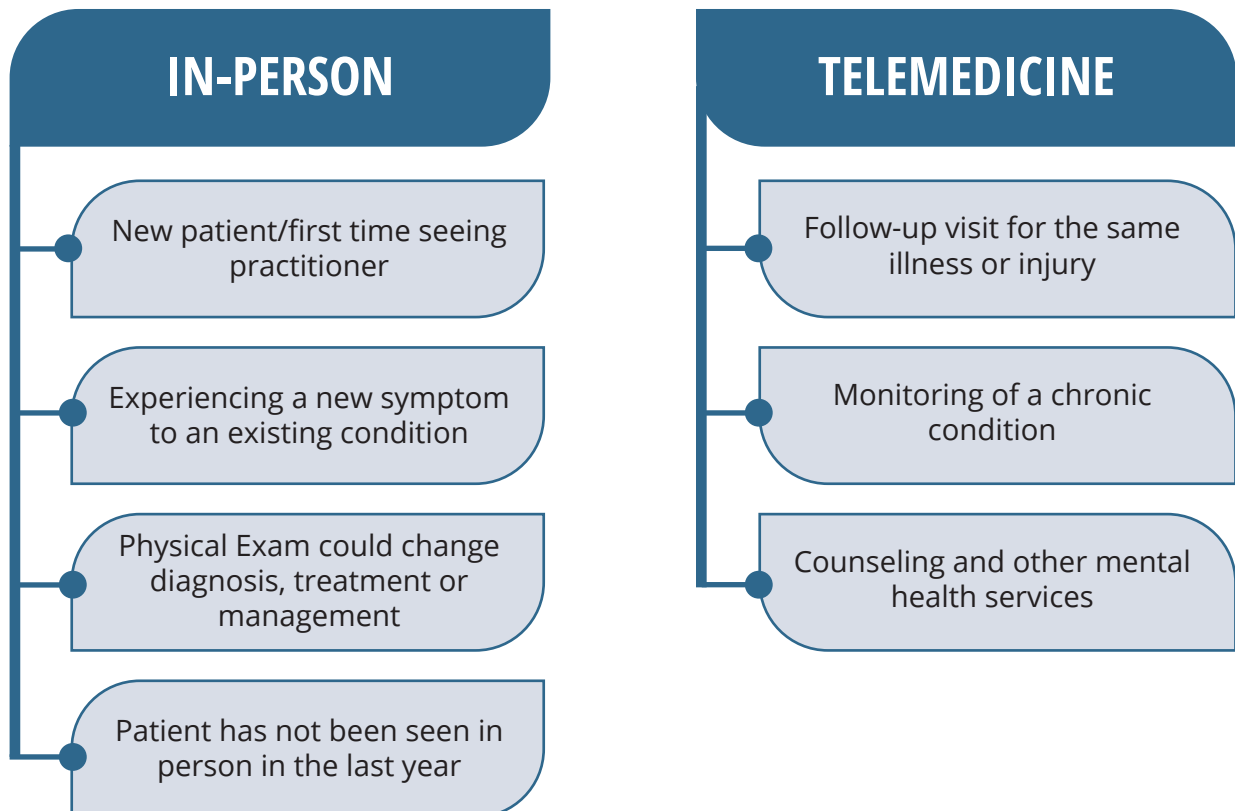 IN-PERSON
New patient/first time seeing
practitioner
Experiencing a new symptom
to an existing condition
Physical Exam could change
diagnosis, treatment or
management
Patient has not been seen in
person in the last year
TELEMEDICINE
Follow-up visit for the same
illness or injury
Monitoring of a chronic
condition
Counseling and other mental
health services